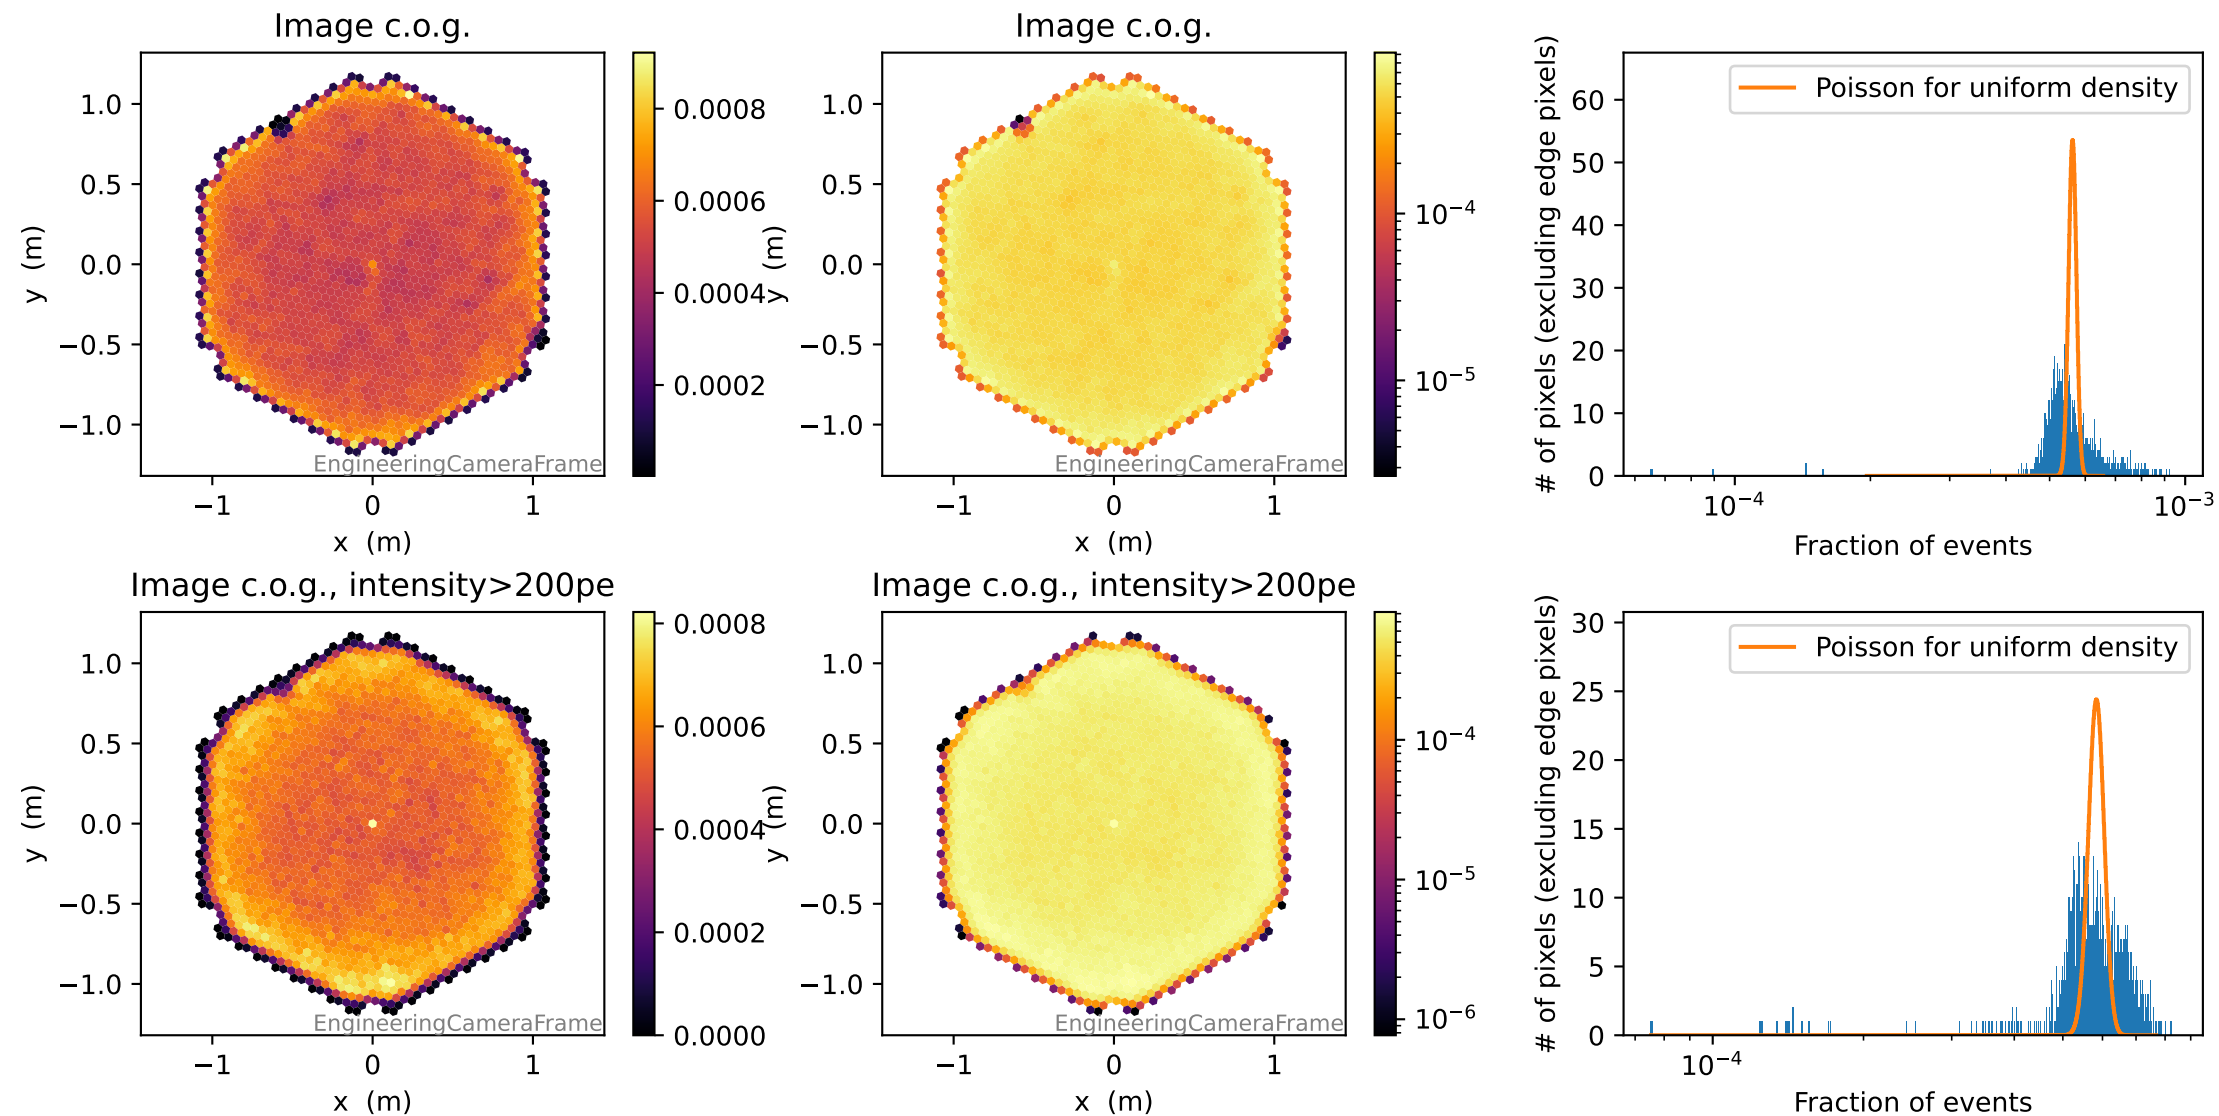 Image c.o.g.
1.0
0.5
0.0
−0.5
−1.0
y (m)
−1
0
1
x (m)
EngineeringCameraFrame
0.0008
0.0006
0.0004
0.0002
Image c.o.g.
1.0
0.5
0.0
−0.5
−1.0
y (m)
−1
0
1
x (m)
EngineeringCameraFrame
10⁻⁴
10⁻⁵
Poisson for uniform density
# of pixels (excluding edge pixels)
60
50
40
30
20
10
0
10⁻⁴
10⁻³
Fraction of events
Image c.o.g., intensity>200pe
1.0
0.5
0.0
−0.5
−1.0
y (m)
−1
0
1
x (m)
EngineeringCameraFrame
0.0008
0.0006
0.0004
0.0002
0.0000
Image c.o.g., intensity>200pe
1.0
0.5
0.0
−0.5
−1.0
y (m)
−1
0
1
x (m)
EngineeringCameraFrame
10⁻⁴
10⁻⁵
10⁻⁶
Poisson for uniform density
# of pixels (excluding edge pixels)
30
25
20
15
10
5
0
10⁻⁴
Fraction of events